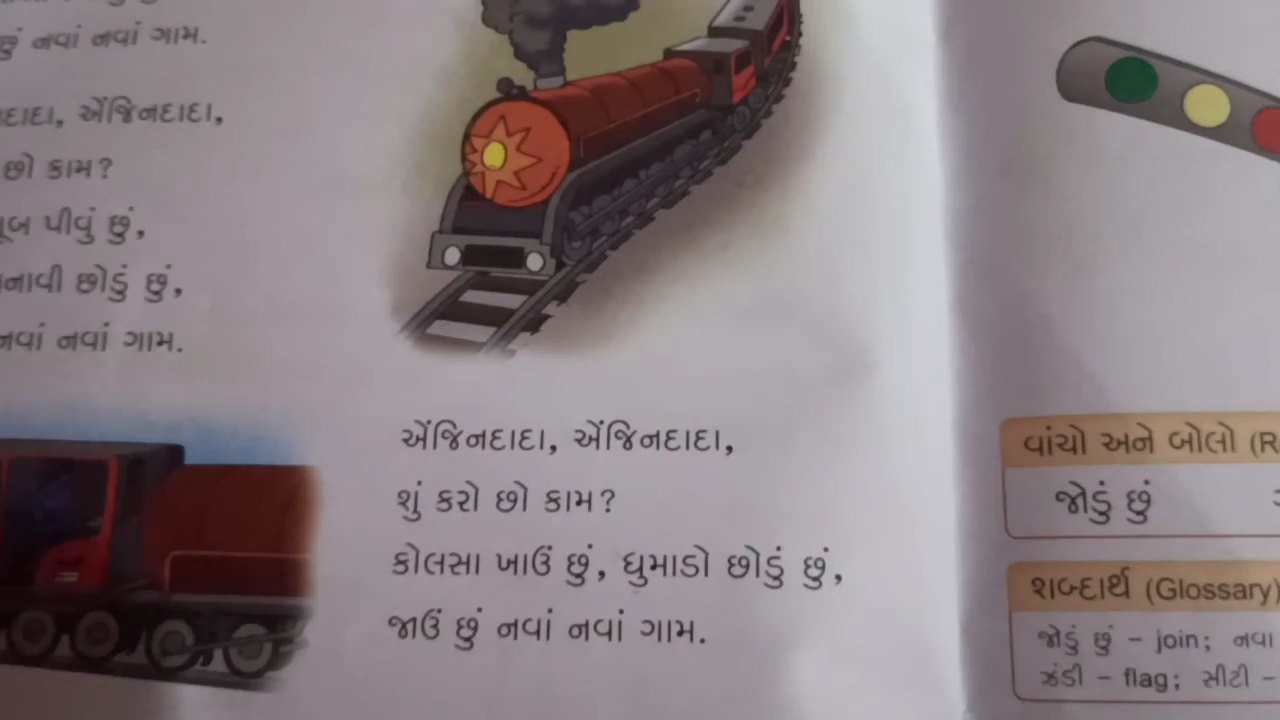 છું નવાં નવાં ગામ.
એંજિનદાદા,
છો કામ?
પીવું છું,
છોડું છું,
નવાં નવાં ગામ.
એંજિનદાદા, એંજિનદાદા,
શું કરો છો કામ?
કોલસા ખાઉં છું, ધુમાડો છોડું છું,
જાઉં છું નવાં નવાં ગામ.
વાંચો અને બોલો
જોડું છું
શબ્દાર્થ (Glossary)
જોડું છું – join; નવા
ઝંડી – flag; સીટી –